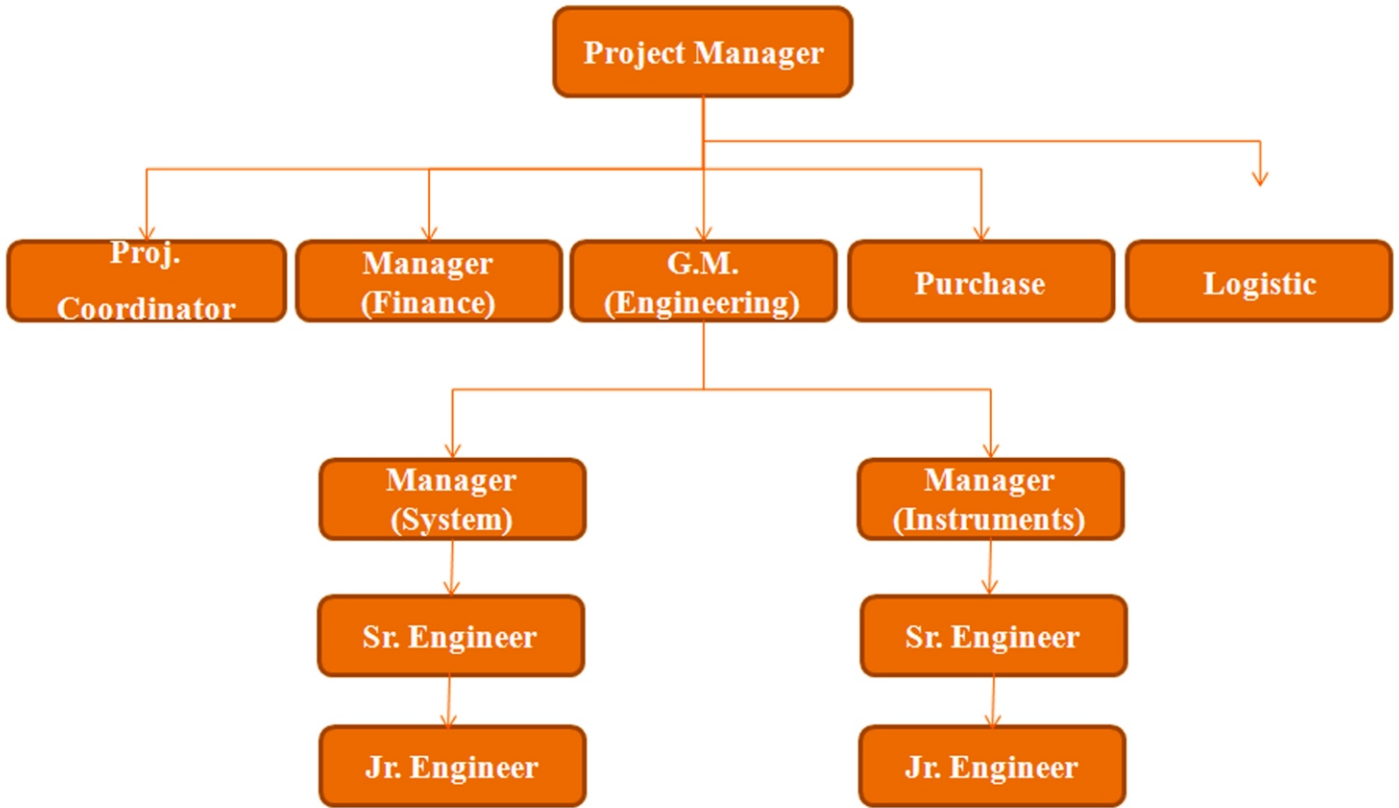 Project Manager
Proj.
Coordinator
Manager
(Finance)
G.M.
(Engineering)
Purchase
Logistic
Manager
(System)
Manager
(Instruments)
Sr. Engineer
Sr. Engineer
Jr. Engineer
Jr. Engineer